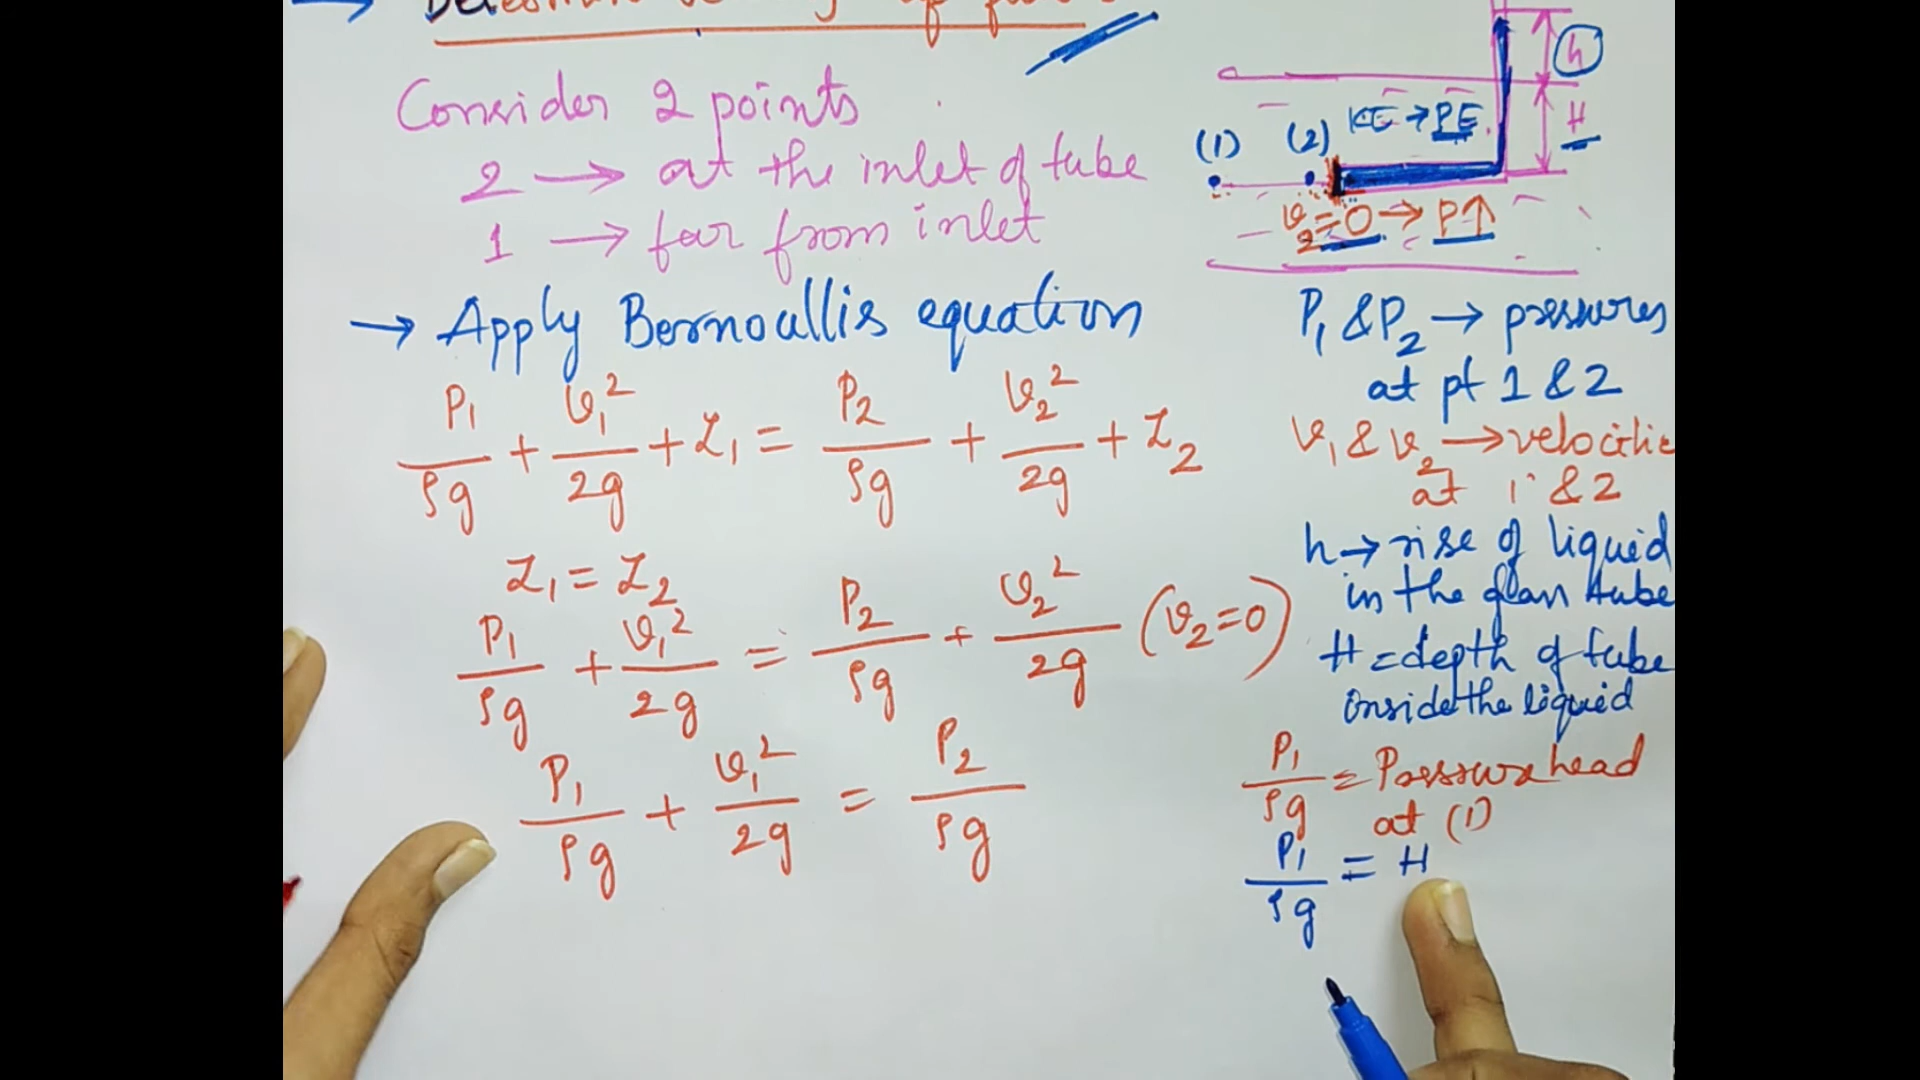 Consider 2 points
2 → at the inlet of tube
1 → far from inlet
→ Apply Bernoullis equation
P₁/ρg + v₁²/2g + Z₁ = P₂/ρg + v₂²/2g + Z₂
Z₁ = Z₂
P₁/ρg + v₁²/2g = P₂/ρg + v₂²/2g (v₂=0)
P₁/ρg + v₁²/2g = P₂/ρg
h
H
KE → PE
(1) (2)
v₂=0 → P↑
P₁ & P₂ → pressures
at pt 1 & 2
v₁ & v₂ → velocitie
at 1 & 2
h → rise of liquid
in the glass tube
H = depth of tube
inside the liquid
P₁/ρg = Pressure head
at (1)
P₁/ρg = H